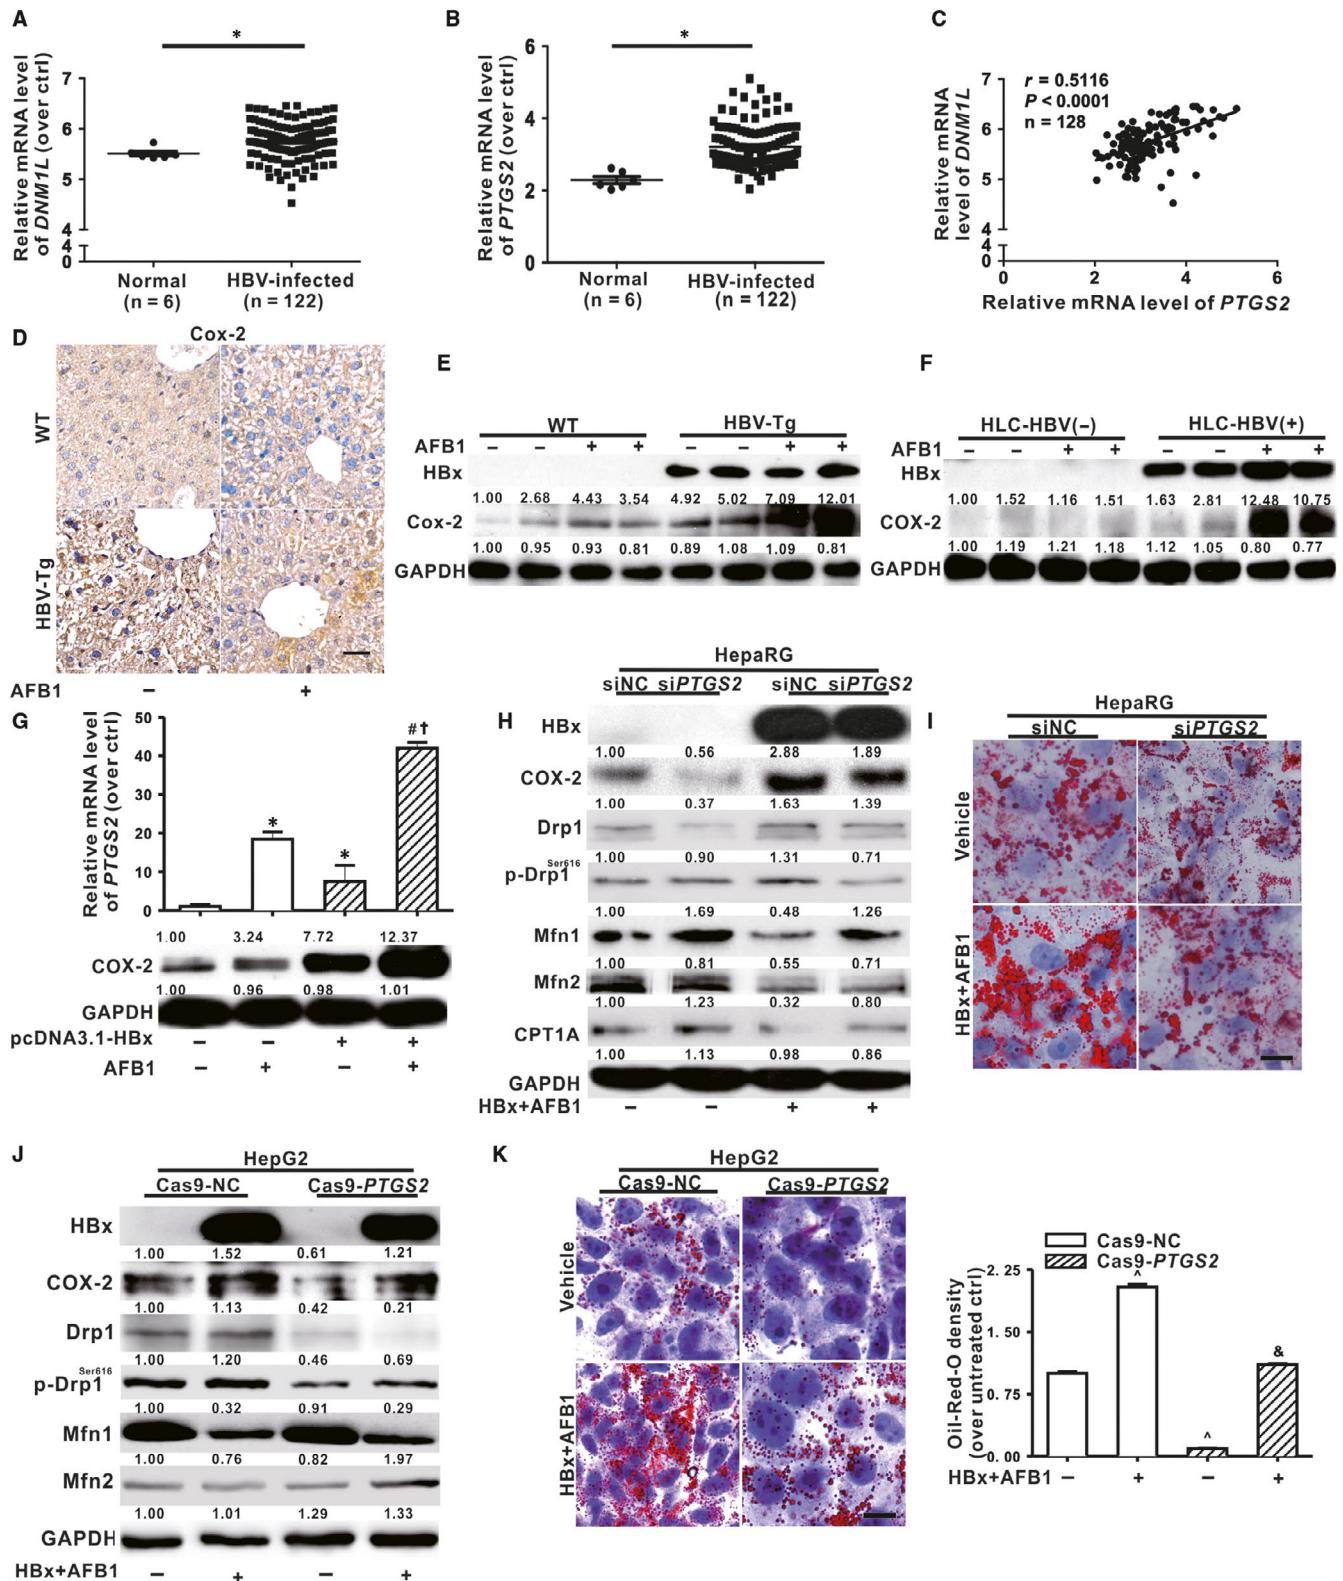 A
*
Relative mRNA level
of DNM1L (over ctrl)
7
6
5
4
4
0
Normal
(n = 6)
HBV-infected
(n = 122)
B
*
Relative mRNA level
of PTGS2 (over ctrl)
6
4
2
0
Normal
(n = 6)
HBV-infected
(n = 122)
C
r = 0.5116
P < 0.0001
n = 128
Relative mRNA
level of DNM1L
7
6
5
4
4
0
0 2 4 6
Relative mRNA level of PTGS2
D
Cox-2
WT
HBV-Tg
AFB1 – +
E
WT HBV-Tg
AFB1 – – + + – – + +
HBx
1.00 2.68 4.43 3.54 4.92 5.02 7.09 12.01
Cox-2
1.00 0.95 0.93 0.81 0.89 1.08 1.09 0.81
GAPDH
F
HLC-HBV(–) HLC-HBV(+)
AFB1 – – + + – – + +
HBx
1.00 1.52 1.16 1.51 1.63 2.81 12.48 10.75
COX-2
1.00 1.19 1.21 1.18 1.12 1.05 0.80 0.77
GAPDH
G
Relative mRNA level
of PTGS2 (over ctrl)
50
40
30
20
10
0
*
*
#†
1.00 3.24 7.72 12.37
COX-2
1.00 0.96 0.98 1.01
GAPDH
pcDNA3.1-HBx – – + +
AFB1 – + – +
H
HepaRG
siNC siPTGS2 siNC siPTGS2
HBx
1.00 0.56 2.88 1.89
COX-2
1.00 0.37 1.63 1.39
Drp1
1.00 0.90 1.31 0.71
p-Drp1Ser616
1.00 1.69 0.48 1.26
Mfn1
1.00 0.81 0.55 0.71
Mfn2
1.00 1.23 0.32 0.80
CPT1A
1.00 1.13 0.98 0.86
GAPDH
HBx+AFB1 – – + +
I
HepaRG
siNC siPTGS2
Vehicle
HBx+AFB1
J
HepG2
Cas9-NC Cas9-PTGS2
HBx
1.00 1.52 0.61 1.21
COX-2
1.00 1.13 0.42 0.21
Drp1
1.00 1.20 0.46 0.69
p-Drp1Ser616
1.00 0.32 0.91 0.29
Mfn1
1.00 0.76 0.82 1.97
Mfn2
1.00 1.01 1.29 1.33
GAPDH
HBx+AFB1 – + – +
K
HepG2
Cas9-NC Cas9-PTGS2
Vehicle
HBx+AFB1
Cas9-NC
Cas9-PTGS2
Oil-Red-O density
(over untreated ctrl)
2.25
1.50
0.75
0.00
^
^
&
HBx+AFB1 – + – +